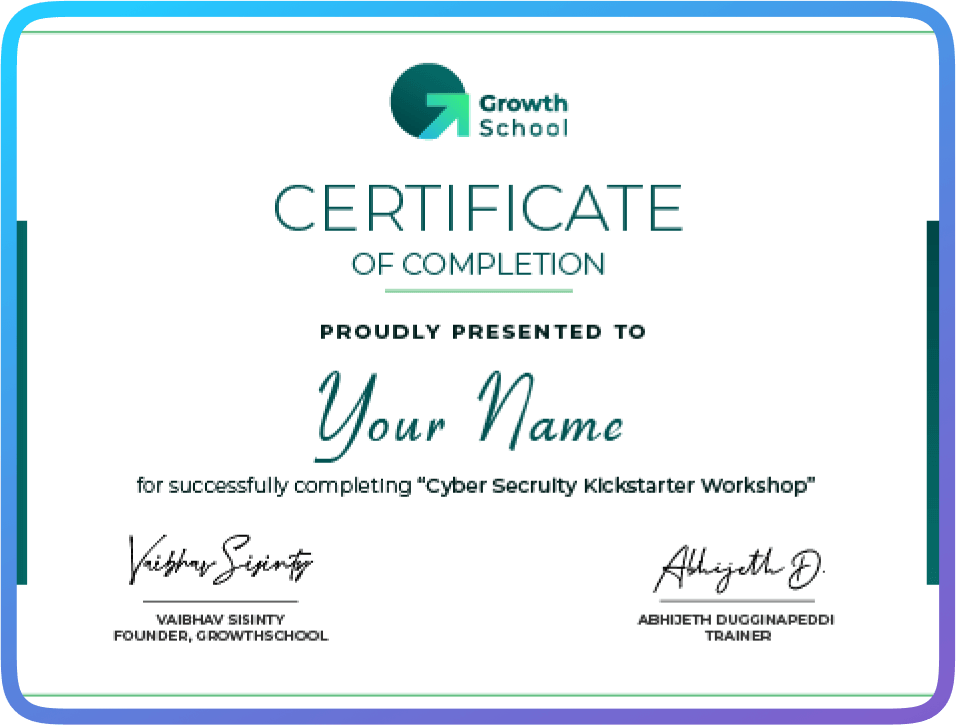 Growth
School
CERTIFICATE
OF COMPLETION
PROUDLY PRESENTED TO
Your Name
for successfully completing “Cyber Secruity Kickstarter Workshop”
Vaibhav Sisinty
Abhijeth D.
VAIBHAV SISINTY
FOUNDER, GROWTHSCHOOL
ABHIJETH DUGGINAPEDDI
TRAINER